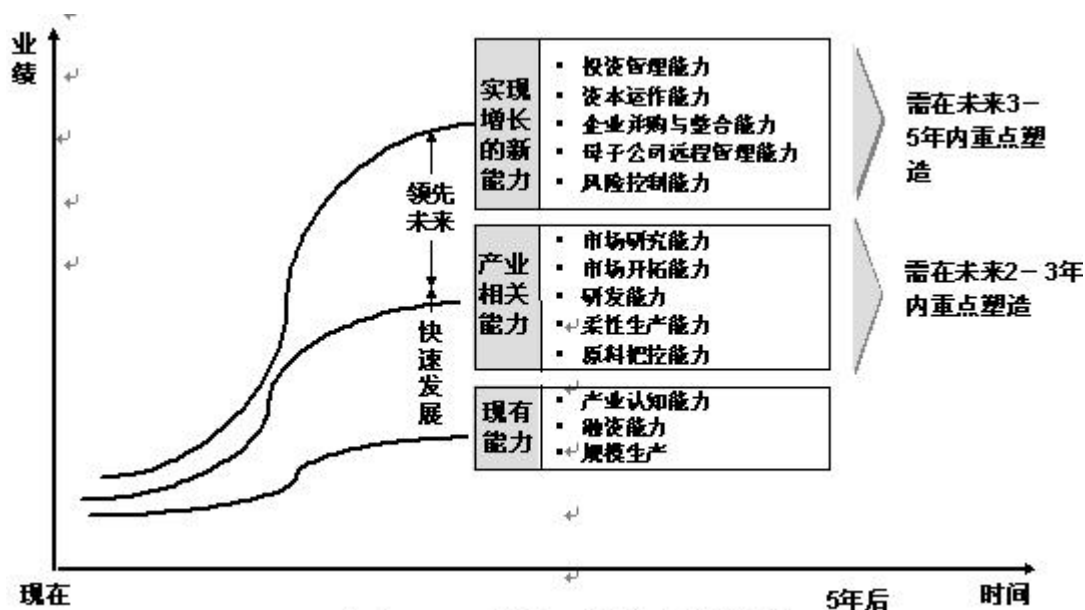 业
绩
实现
增长
的新
能力
▪ 投资管理能力
▪ 资本运作能力
▪ 企业并购与整合能力
▪ 母子公司远程管理能力
▪ 风险控制能力
需在未来3-
5年内重点塑
造
领先
未来
产业
相关
能力
▪ 市场研究能力
▪ 市场开拓能力
▪ 研发能力
▪ 柔性生产能力
▪ 原料把控能力
需在未来2-3年
内重点塑造
快
速
发
展
现有
能力
▪ 产业认知能力
▪ 融资能力
▪ 规模生产
现在
5年后
时间